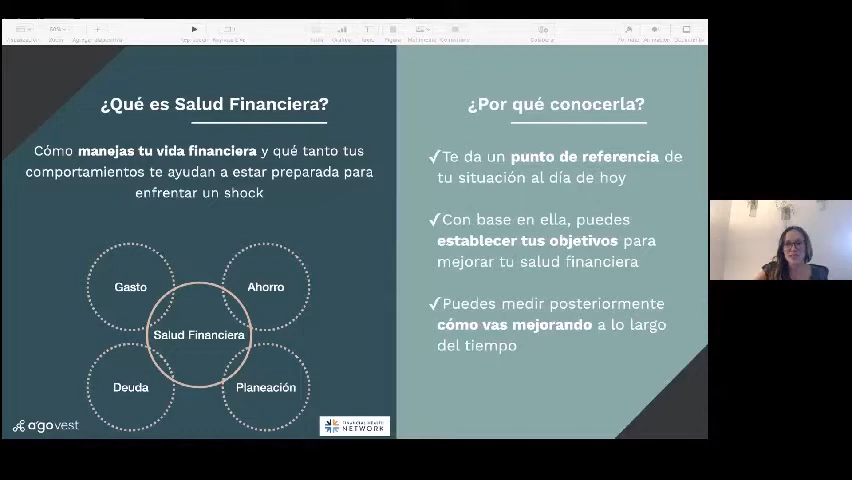 ¿Qué es Salud Financiera?
Cómo manejas tu vida financiera y qué tanto tus
comportamientos te ayudan a estar preparada para
enfrentar un shock
Gasto
Ahorro
Salud Financiera
Deuda
Planeación
FINANCIAL HEALTH
NETWORK
¿Por qué conocerla?
✓Te da un punto de referencia de
tu situación al día de hoy
✓Con base en ella, puedes
establecer tus objetivos para
mejorar tu salud financiera
✓Puedes medir posteriormente
cómo vas mejorando a lo largo
del tiempo